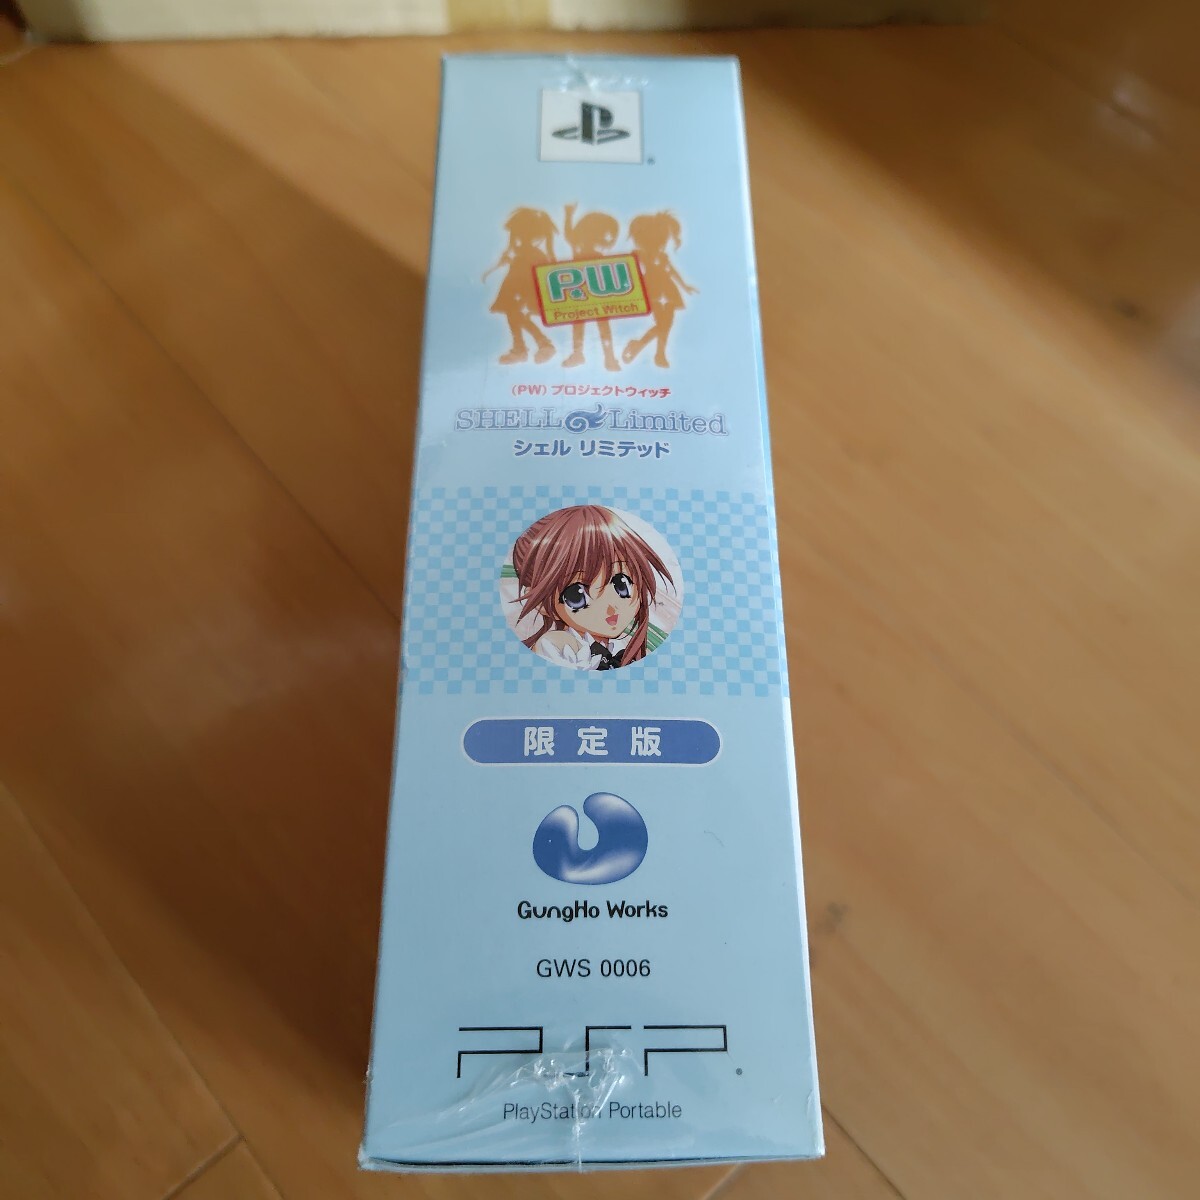 P.W
Project Witch
(PW) プロジェクトウィッチ
SHELL Limited
シェル リミテッド
限定版
GungHo Works
GWS 0006
PSP
PlayStation Portable